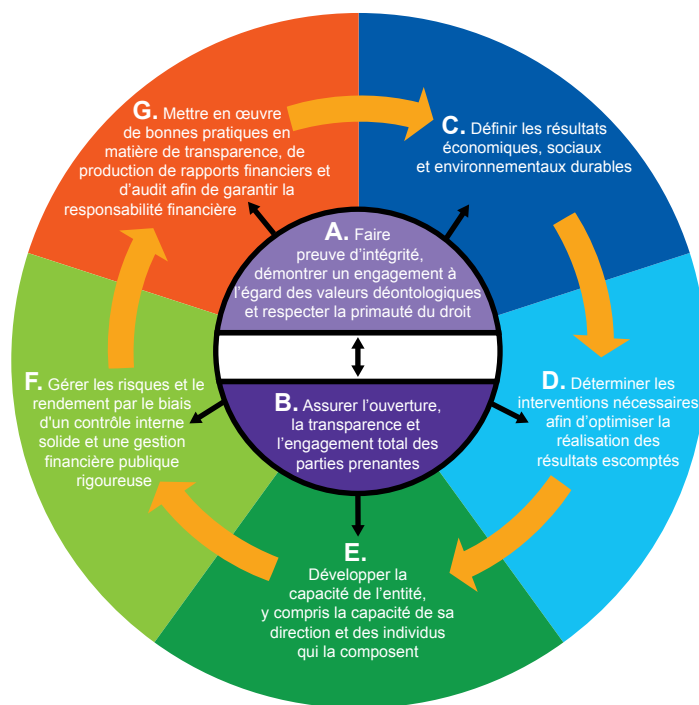 A. Faire
preuve d'intégrité,
démontrer un engagement à
l'égard des valeurs déontologiques
et respecter la primauté du droit
B. Assurer l'ouverture,
la transparence et
l'engagement total des
parties prenantes
C. Définir les résultats
économiques, sociaux
et environnementaux durables
D. Déterminer les
interventions nécessaires
afin d'optimiser la
réalisation des
résultats escomptés
E.
Développer la
capacité de l'entité,
y compris la capacité de sa
direction et des individus
qui la composent
F. Gérer les risques et le
rendement par le biais
d'un contrôle interne
solide et une gestion
financière publique
rigoureuse
G. Mettre en œuvre
de bonnes pratiques en
matière de transparence, de
production de rapports financiers et
d'audit afin de garantir la
responsabilité financière